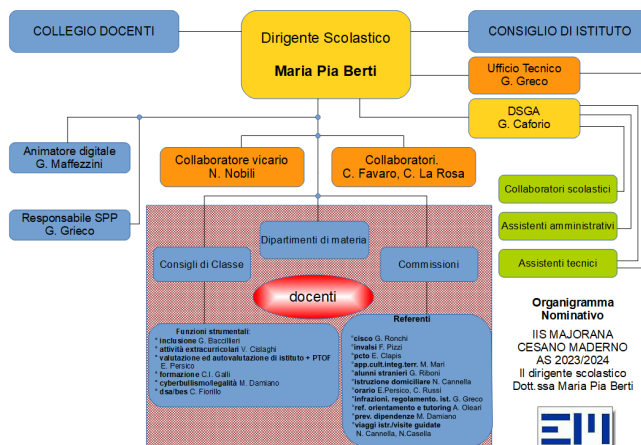 COLLEGIO DOCENTI
Dirigente Scolastico
Maria Pia Berti
CONSIGLIO DI ISTITUTO
Ufficio Tecnico
G. Greco
DSGA
G. Caforio
Animatore digitale
G. Maffezzini
Collaboratore vicario
N. Nobili
Collaboratori.
C. Favaro, C. La Rosa
Collaboratori scolastici
Responsabile SPP
G. Grieco
Assistenti amministrativi
Dipartimenti di materia
Consigli di Classe
Commissioni
Assistenti tecnici
docenti
Funzioni strumentali:
* inclusione G. Baccillieri
* attività extracurricolari V. Cislaghi
* valutazione ed autovalutazione di istituto + PTOF
E. Persico
* formazione C.I. Galli
* cyberbullismo/legalità M. Damiano
* dsa/bes C. Fiorillo
Referenti
*cisco G. Ronchi
*invalsi F. Pizzi
*pcto E. Clapis
*app.cult.integ.terr. M. Mari
*alunni stranieri G. Riboni
*istruzione domiciliare N. Cannella
*orario E.Persico, C. Russi
*infrazioni. regolamento. ist. G. Greco
*ref. orientamento e tutoring A. Oleari
*prev. dipendenze M. Damiano
*viaggi istr./visite guidate
N. Cannella, N.Casella
Organigramma
Nominativo
IIS MAJORANA
CESANO MADERNO
AS 2023/2024
Il dirigente scolastico
Dott.ssa Maria Pia Berti
EM